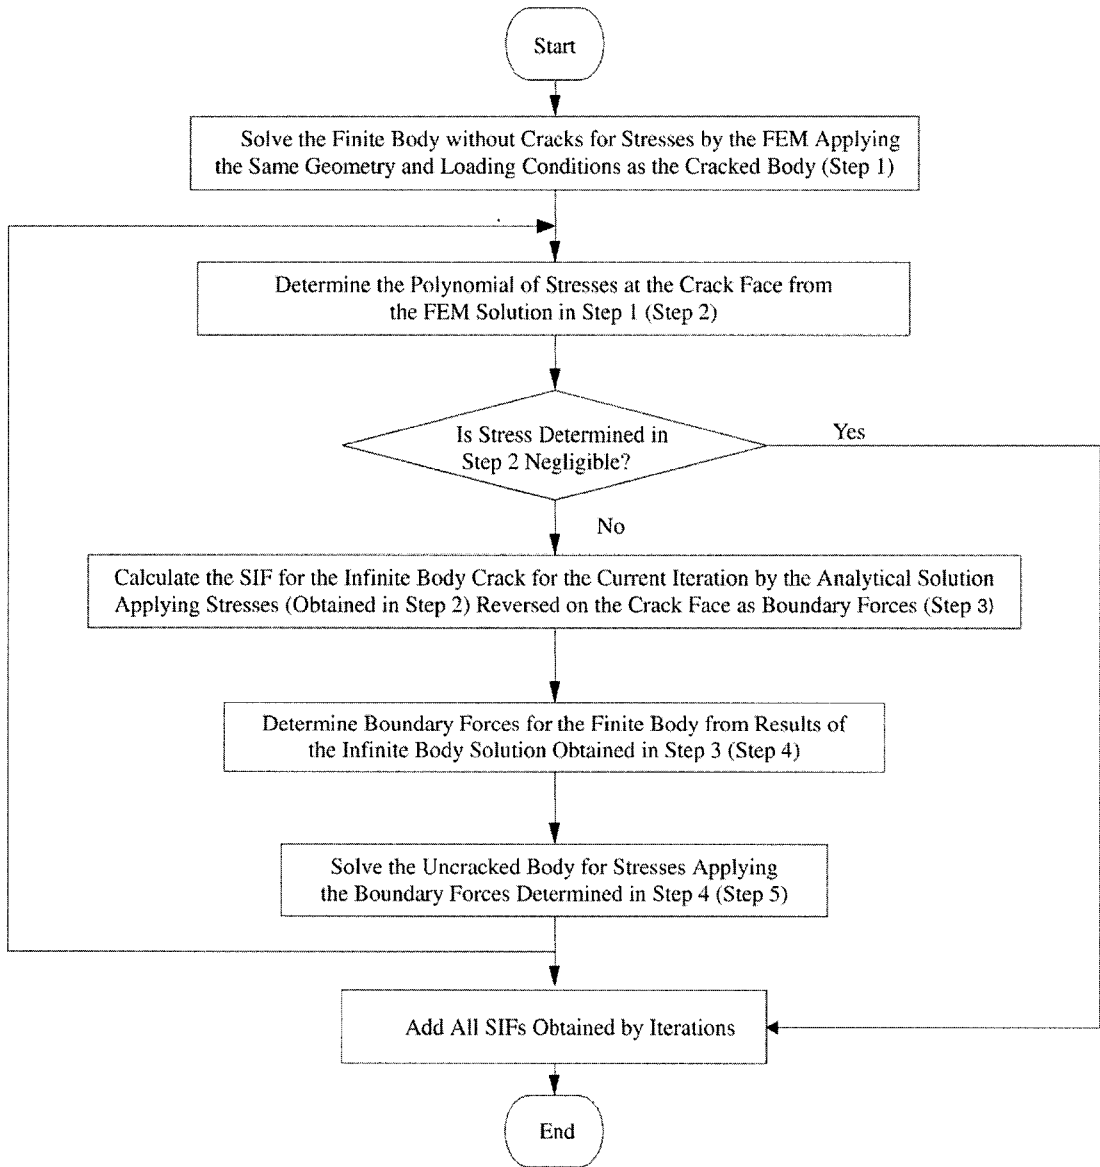 Start
Solve the Finite Body without Cracks for Stresses by the FEM Applying
the Same Geometry and Loading Conditions as the Cracked Body (Step 1)
Determine the Polynomial of Stresses at the Crack Face from
the FEM Solution in Step 1 (Step 2)
Is Stress Determined in
Step 2 Negligible?
Yes
No
Calculate the SIF for the Infinite Body Crack for the Current Iteration by the Analytical Solution
Applying Stresses (Obtained in Step 2) Reversed on the Crack Face as Boundary Forces (Step 3)
Determine Boundary Forces for the Finite Body from Results of
the Infinite Body Solution Obtained in Step 3 (Step 4)
Solve the Uncracked Body for Stresses Applying
the Boundary Forces Determined in Step 4 (Step 5)
Add All SIFs Obtained by Iterations
End